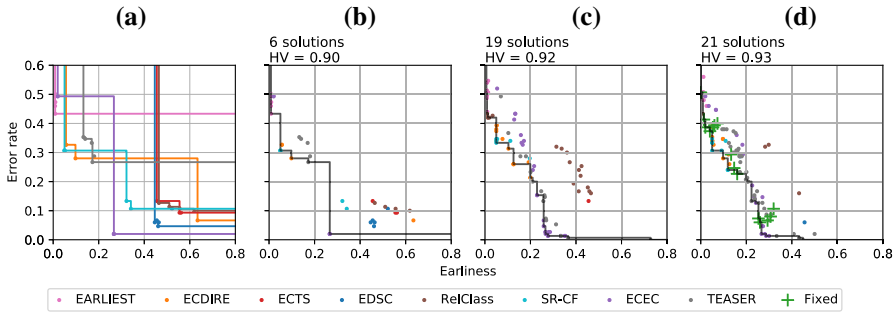 (a)
(b)
(c)
(d)
6 solutions
HV = 0.90
19 solutions
HV = 0.92
21 solutions
HV = 0.93
Error rate
0.6
0.5
0.4
0.3
0.2
0.1
0.0
0.0 0.2 0.4 0.6 0.8
0.0 0.2 0.4 0.6 0.8
0.0 0.2 0.4 0.6 0.8
0.0 0.2 0.4 0.6 0.8
Earliness
EARLIEST ECDIRE ECTS EDSC RelClass SR-CF ECEC TEASER Fixed